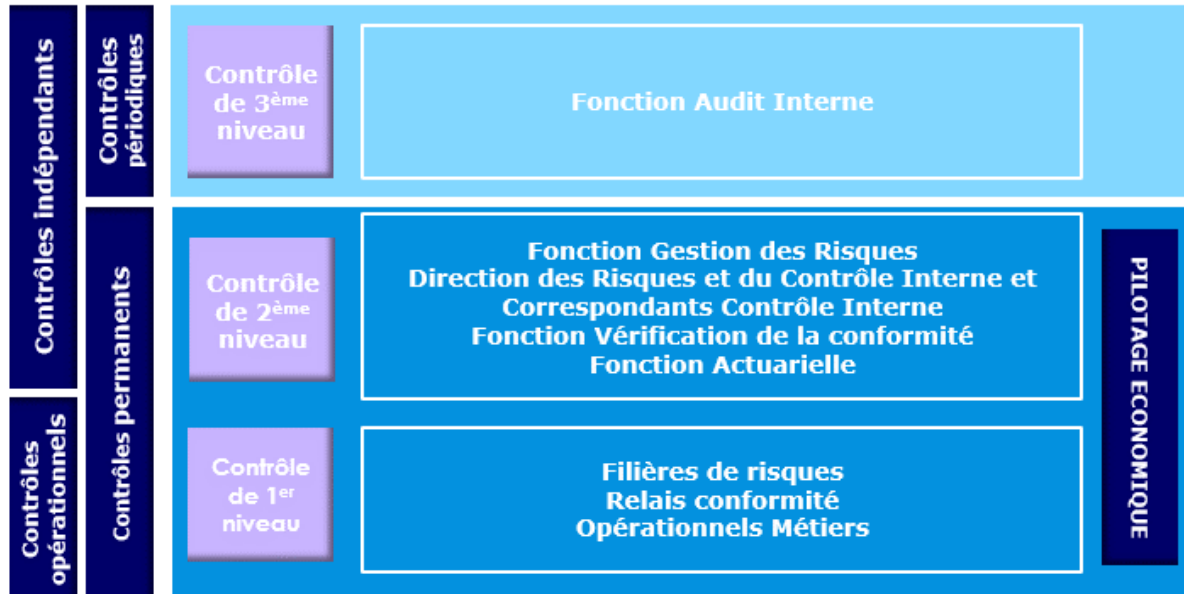 Contrôles indépendants
Contrôles
périodiques
Contrôle
de 3ème
niveau
Fonction Audit Interne
Contrôles permanents
Contrôle
de 2ème
niveau
Fonction Gestion des Risques
Direction des Risques et du Contrôle Interne et
Correspondants Contrôle Interne
Fonction Vérification de la conformité
Fonction Actuarielle
PILOTAGE ECONOMIQUE
Contrôles
opérationnels
Contrôle
de 1er
niveau
Filières de risques
Relais conformité
Opérationnels Métiers